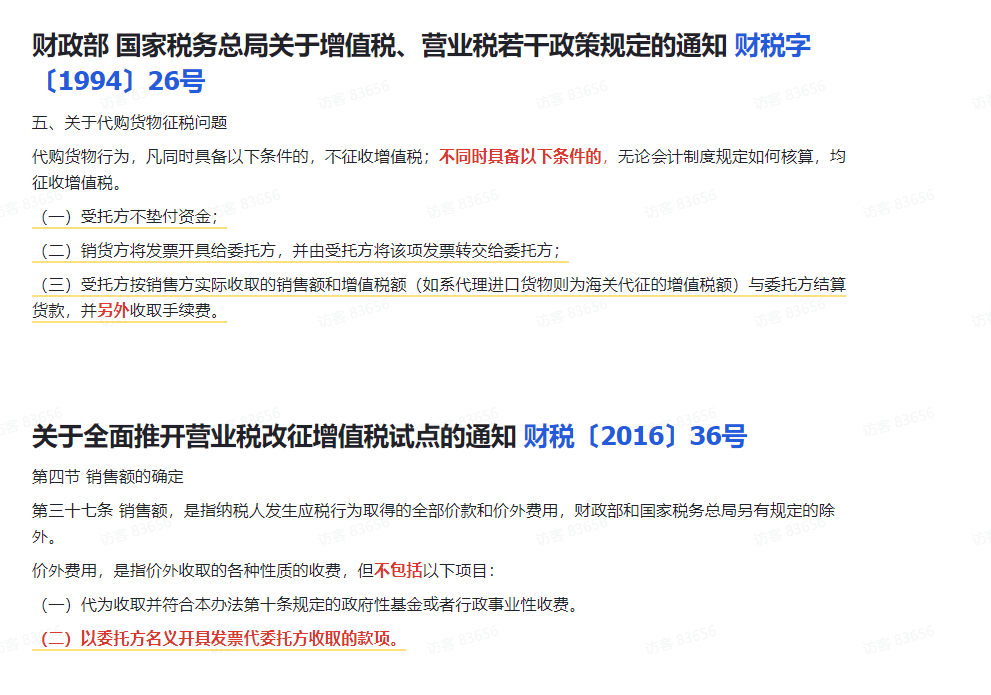 财政部 国家税务总局关于增值税、营业税若干政策规定的通知 财税字
〔1994〕26号
五、关于代购货物征税问题
代购货物行为，凡同时具备以下条件的，不征收增值税；不同时具备以下条件的，无论会计制度规定如何核算，均
征收增值税。
（一）受托方不垫付资金；
（二）销货方将发票开具给委托方，并由受托方将该项发票转交给委托方；
（三）受托方按销售方实际收取的销售额和增值税额（如系代理进口货物则为海关代征的增值税额）与委托方结算
货款，并另外收取手续费。
关于全面推开营业税改征增值税试点的通知 财税〔2016〕36号
第四节 销售额的确定
第三十七条 销售额，是指纳税人发生应税行为取得的全部价款和价外费用，财政部和国家税务总局另有规定的除
外。
价外费用，是指价外收取的各种性质的收费，但不包括以下项目：
（一）代为收取并符合本办法第十条规定的政府性基金或者行政事业性收费。
（二）以委托方名义开具发票代委托方收取的款项。
访客 83656